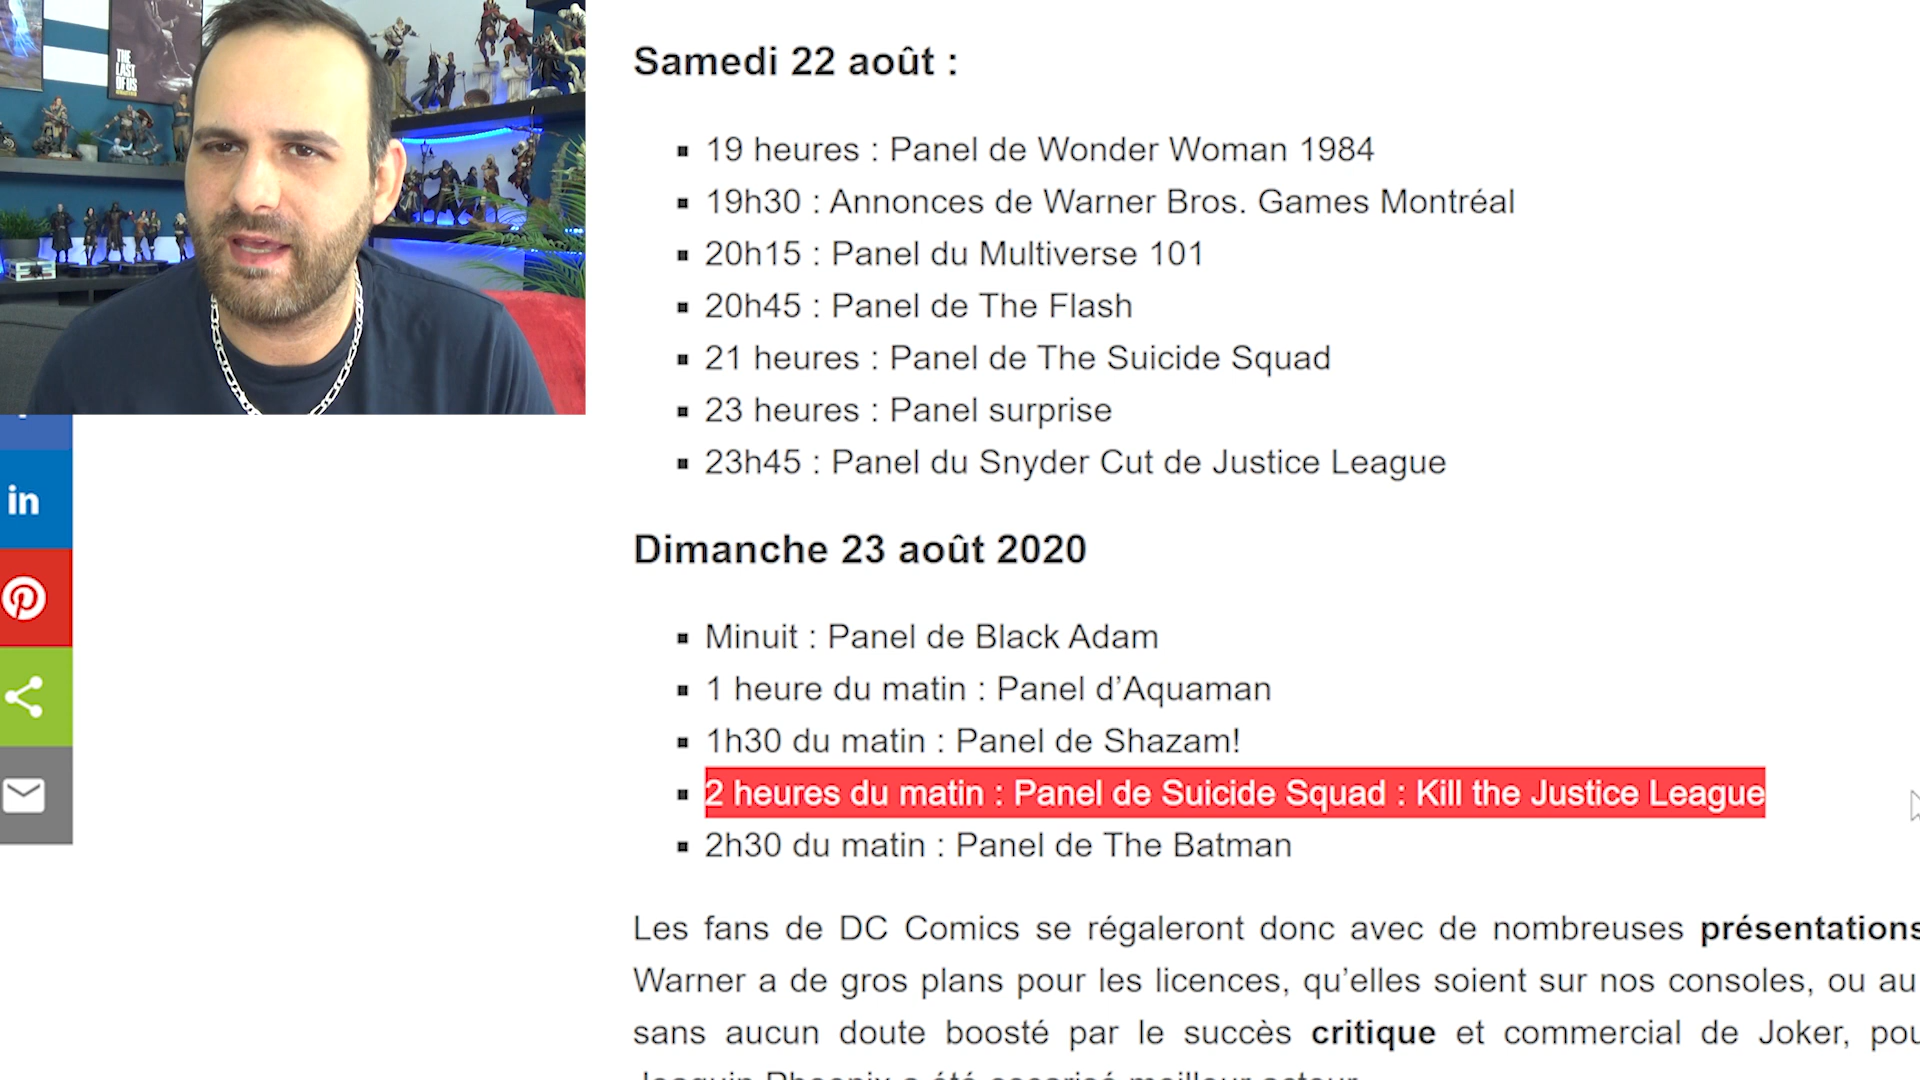 THE
LAST
OF US
Samedi 22 août :
19 heures : Panel de Wonder Woman 1984
19h30 : Annonces de Warner Bros. Games Montréal
20h15 : Panel du Multiverse 101
20h45 : Panel de The Flash
21 heures : Panel de The Suicide Squad
23 heures : Panel surprise
23h45 : Panel du Snyder Cut de Justice League
in
Dimanche 23 août 2020
Minuit : Panel de Black Adam
1 heure du matin : Panel d’Aquaman
1h30 du matin : Panel de Shazam!
2 heures du matin : Panel de Suicide Squad : Kill the Justice League
2h30 du matin : Panel de The Batman
Les fans de DC Comics se régaleront donc avec de nombreuses présentations
Warner a de gros plans pour les licences, qu’elles soient sur nos consoles, ou au
sans aucun doute boosté par le succès critique et commercial de Joker,